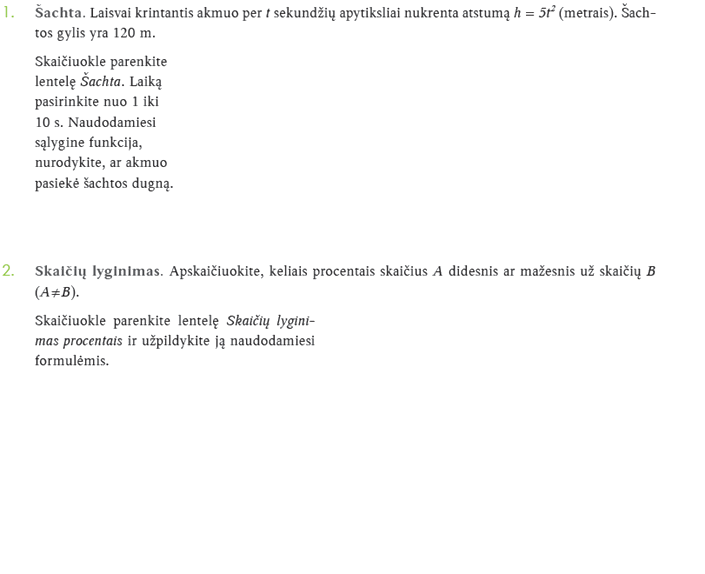 1. Šachta. Laisvai krintantis akmuo per t sekundžių apytiksliai nukrenta atstumą h = 5t² (metrais). Šach-
tos gylis yra 120 m.
Skaičiuokle parenkite
lentelę Šachta. Laiką
pasirinkite nuo 1 iki
10 s. Naudodamiesi
sąlygine funkcija,
nurodykite, ar akmuo
pasiekė šachtos dugną.
2. Skaičių lyginimas. Apskaičiuokite, keliais procentais skaičius A didesnis ar mažesnis už skaičių B
(A≠B).
Skaičiuokle parenkite lentelę Skaičių lygini-
mas procentais ir užpildykite ją naudodamiesi
formulėmis.